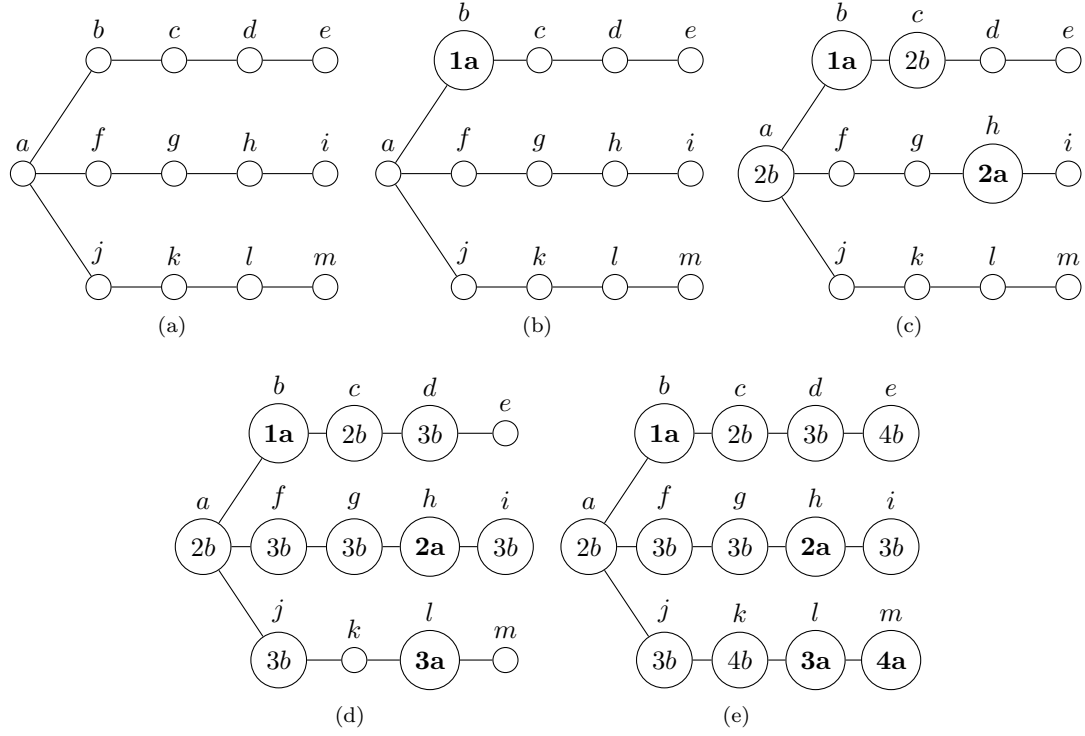 b c
b c d e b c d e d e
1a 1a 2b
a f g h i a f g h i a f g h i
2b 2a
j k l m j k l m j k l m
(a) (b) (c)
b c d b c d e
e
1a 2b 3b 1a 2b 3b 4b
a f g h i a f g h i
2b 3b 3b 2a 3b 2b 3b 3b 2a 3b
j l j k l m
k m
3b 3a 3b 4b 3a 4a
(d) (e)